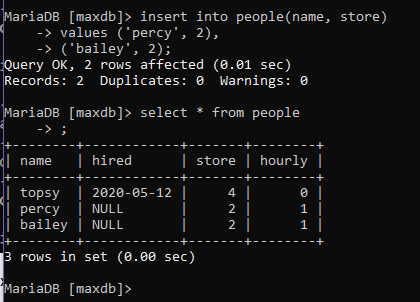 MariaDB [maxdb]> insert into people(name, store)
    -> values ('percy', 2),
    -> ('bailey', 2);
Query OK, 2 rows affected (0.01 sec)
Records: 2  Duplicates: 0  Warnings: 0

MariaDB [maxdb]> select * from people
    -> ;
+--------+------------+-------+--------+
| name   | hired      | store | hourly |
+--------+------------+-------+--------+
| topsy  | 2020-05-12 |     4 |      0 |
| percy  | NULL       |     2 |      1 |
| bailey | NULL       |     2 |      1 |
+--------+------------+-------+--------+
3 rows in set (0.00 sec)

MariaDB [maxdb]>